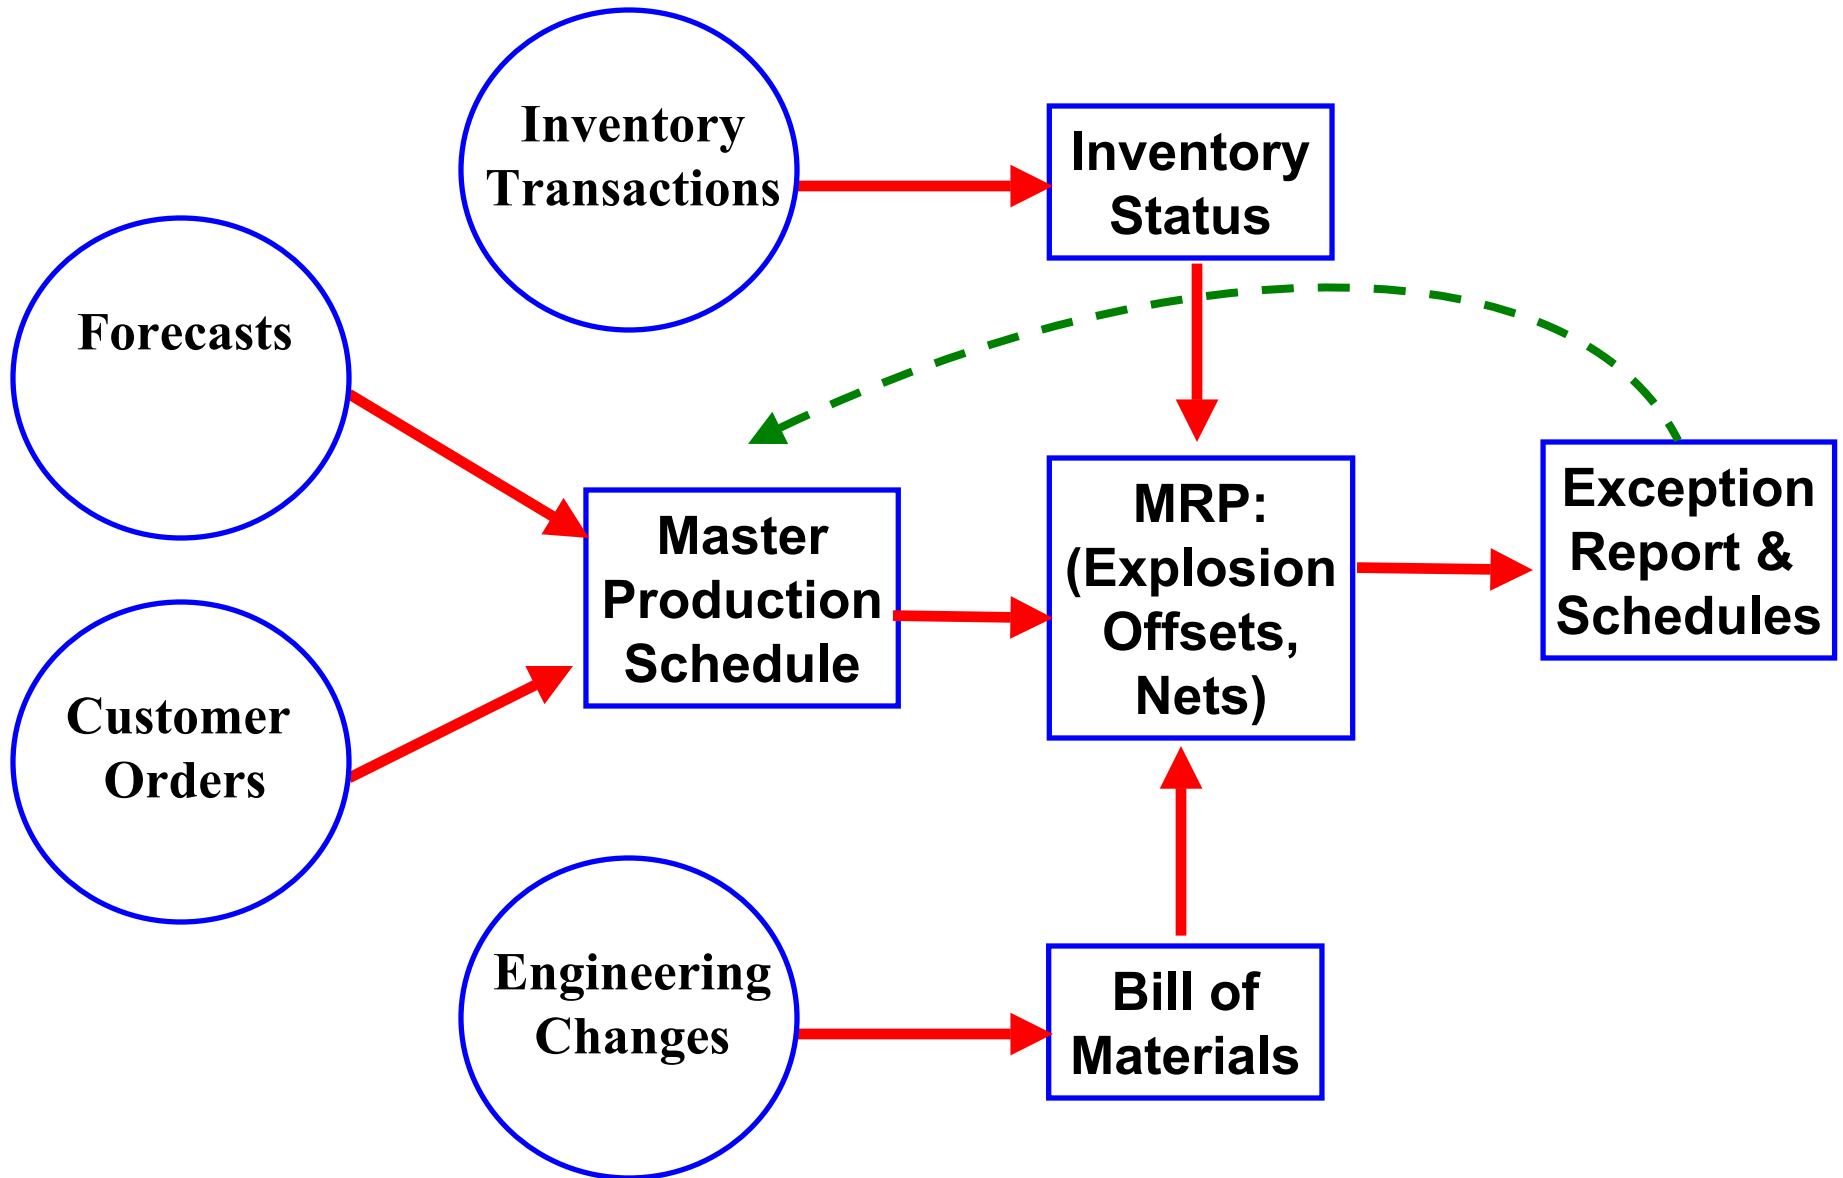 Inventory
Transactions
Inventory
Status
Forecasts
Master
Production
Schedule
MRP:
(Explosion
Offsets,
Nets)
Exception
Report &
Schedules
Customer
Orders
Engineering
Changes
Bill of
Materials